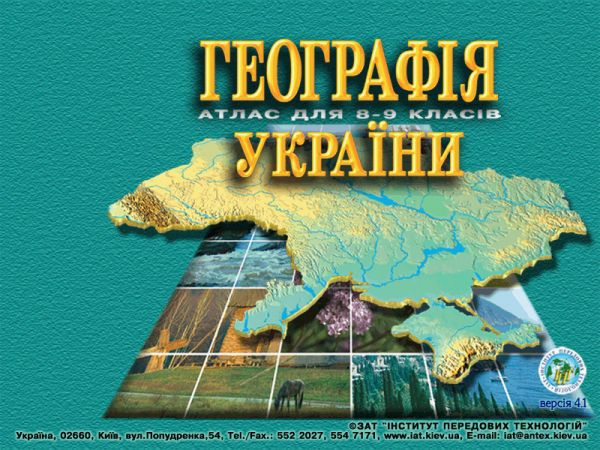 ГЕОГРАФІЯ
АТЛАС ДЛЯ 8-9 КЛАСІВ
УКРАЇНИ
версія 4.1
©ЗАТ "ІНСТИТУТ ПЕРЕДОВИХ ТЕХНОЛОГІЙ"
Україна, 02660, Київ, вул.Попудренка,54, Tel./Fax.: 552 2027, 554 7171, www.iat.kiev.ua, E-mail: iat@antex.kiev.ua